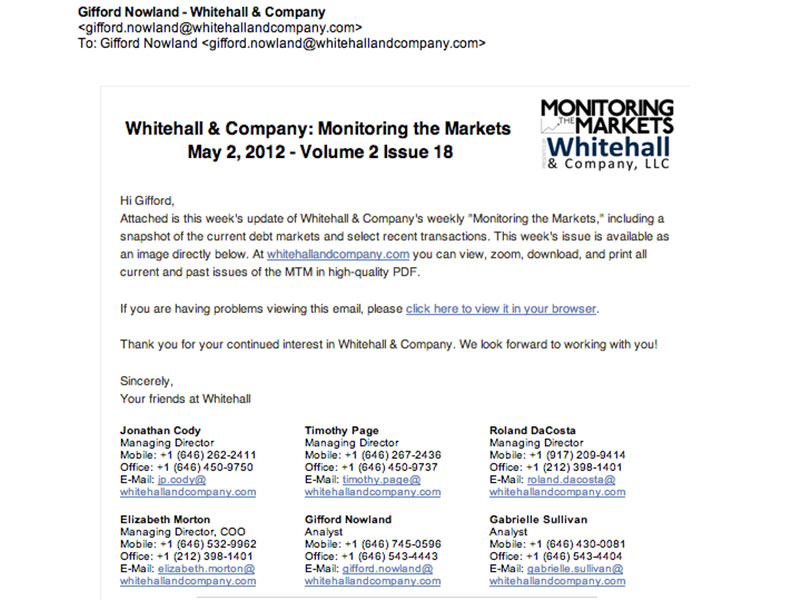 Gifford Nowland - Whitehall & Company
<gifford.nowland@whitehallandcompany.com>
To: Gifford Nowland <gifford.nowland@whitehallandcompany.com>
Whitehall & Company: Monitoring the Markets
May 2, 2012 - Volume 2 Issue 18
MONITORING
THE MARKETS
Whitehall
& Company, LLC
Hi Gifford,
Attached is this week's update of Whitehall & Company's weekly "Monitoring the Markets," including a
snapshot of the current debt markets and select recent transactions. This week's issue is available as
an image directly below. At whitehallandcompany.com you can view, zoom, download, and print all
current and past issues of the MTM in high-quality PDF.
If you are having problems viewing this email, please click here to view it in your browser.
Thank you for your continued interest in Whitehall & Company. We look forward to working with you!
Sincerely,
Your friends at Whitehall
Jonathan Cody
Managing Director
Mobile: +1 (646) 262-2411
Office: +1 (646) 450-9750
E-Mail: jp.cody@
whitehallandcompany.com
Timothy Page
Managing Director
Mobile: +1 (646) 267-2436
Office: +1 (646) 450-9737
E-Mail: timothy.page@
whitehallandcompany.com
Roland DaCosta
Managing Director
Mobile: +1 (917) 209-9414
Office: +1 (212) 398-1401
E-Mail: roland.dacosta@
whitehallandcompany.com
Elizabeth Morton
Managing Director, COO
Mobile: +1 (646) 532-9962
Office: +1 (212) 398-1401
E-Mail: elizabeth.morton@
whitehallandcompany.com
Gifford Nowland
Analyst
Mobile: +1 (646) 745-0596
Office: +1 (646) 543-4443
E-Mail: gifford.nowland@
whitehallandcompany.com
Gabrielle Sullivan
Analyst
Mobile: +1 (646) 430-0081
Office: +1 (646) 543-4404
E-Mail: gabrielle.sullivan@
whitehallandcompany.com